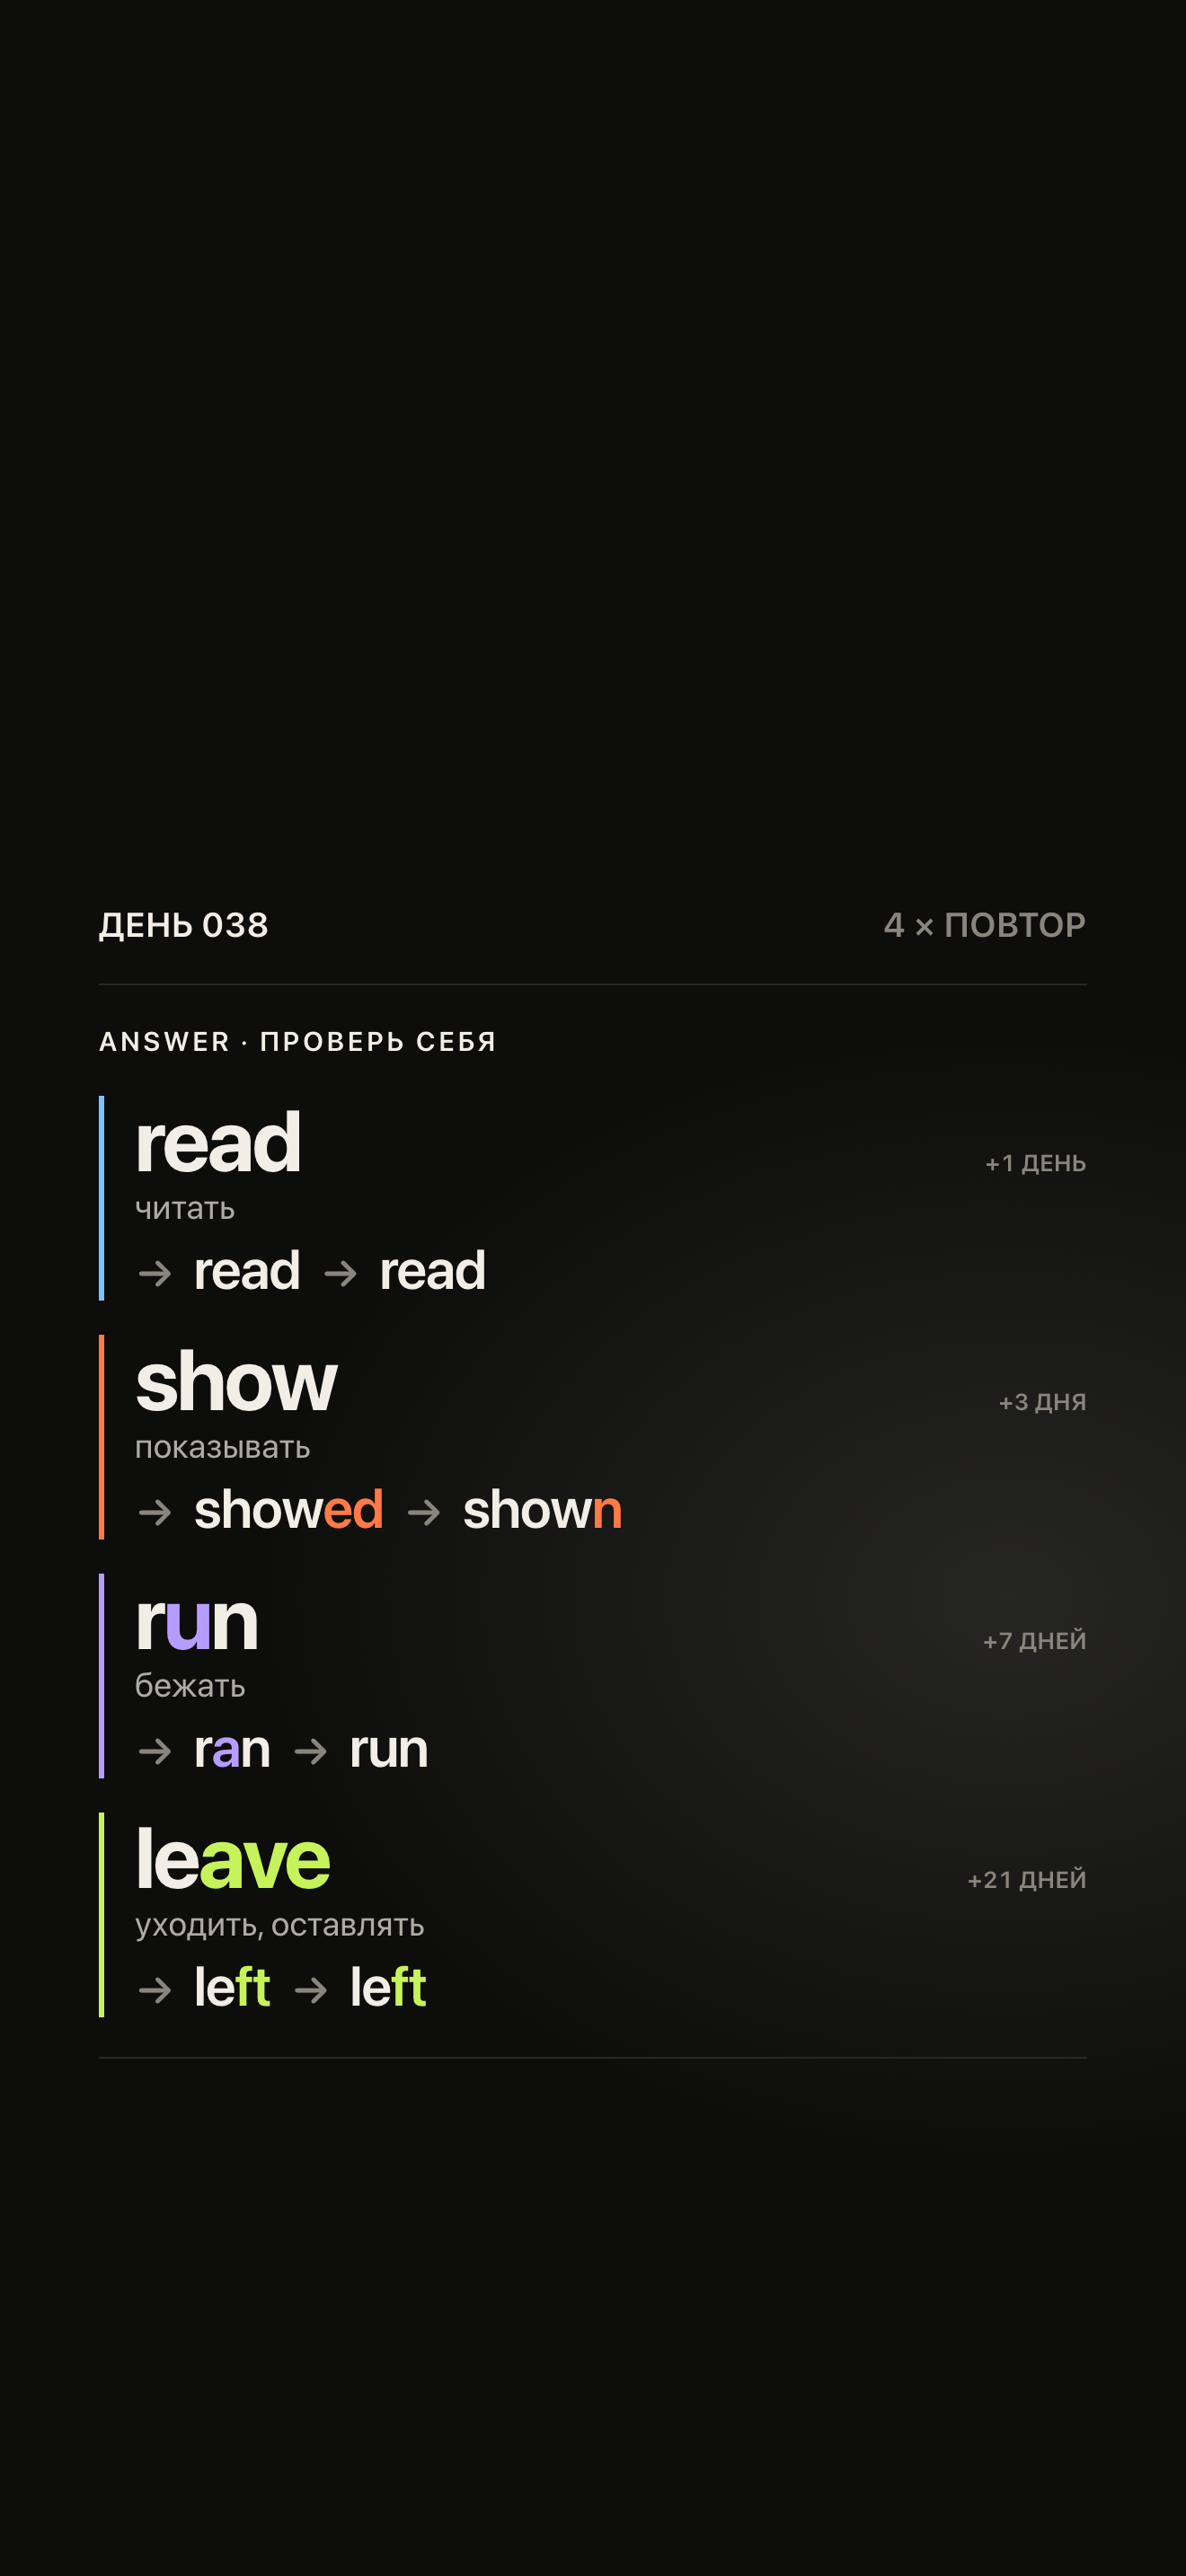 ДЕНЬ 038
4 × ПОВТОР
ANSWER · ПРОВЕРЬ СЕБЯ
read
+1 ДЕНЬ
читать
→ read → read
show
+3 ДНЯ
показывать
→ showed → shown
run
+7 ДНЕЙ
бежать
→ ran → run
leave
+21 ДНЕЙ
уходить, оставлять
→ left → left